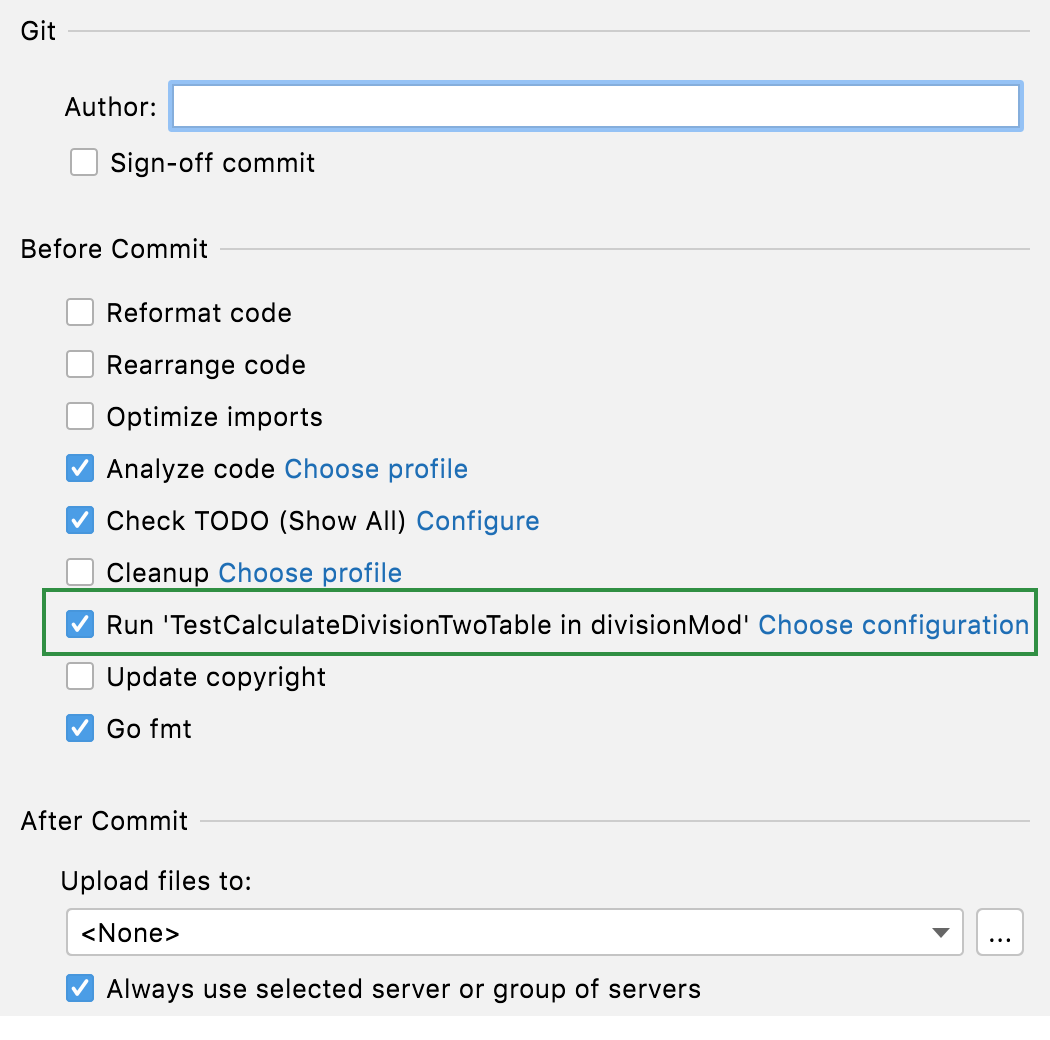 Git
Author:
Sign-off commit
Before Commit
Reformat code
Rearrange code
Optimize imports
Analyze code Choose profile
Check TODO (Show All) Configure
Cleanup Choose profile
Run 'TestCalculateDivisionTwoTable in divisionMod' Choose configuration
Update copyright
Go fmt
After Commit
Upload files to:
<None>
...
Always use selected server or group of servers